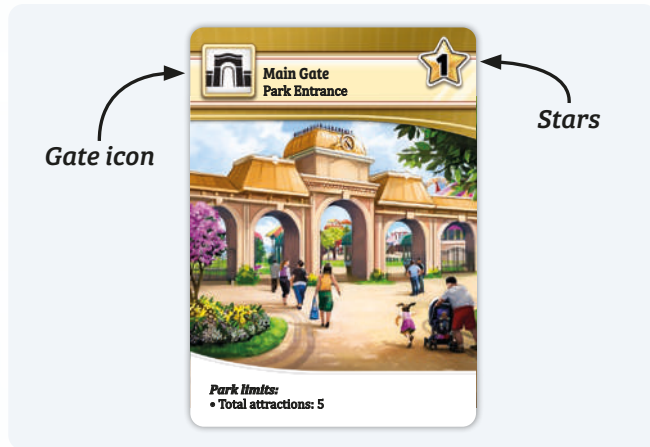 Main Gate
Park Entrance
1
Gate icon
Stars
Park limits:
• Total attractions: 5